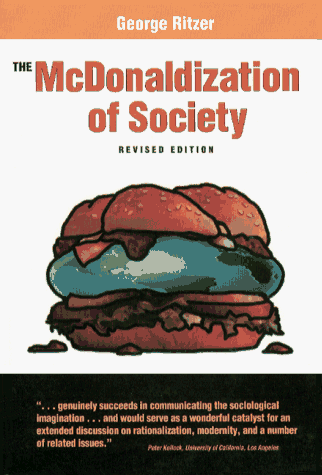 George Ritzer
THE McDonaldization
of Society
REVISED EDITION
". . . genuinely succeeds in communicating the sociological
imagination . . . and would serve as a wonderful catalyst for an
extended discussion on rationalization, modernity, and a number
of related issues."
Peter Kollock, University of California, Los Angeles